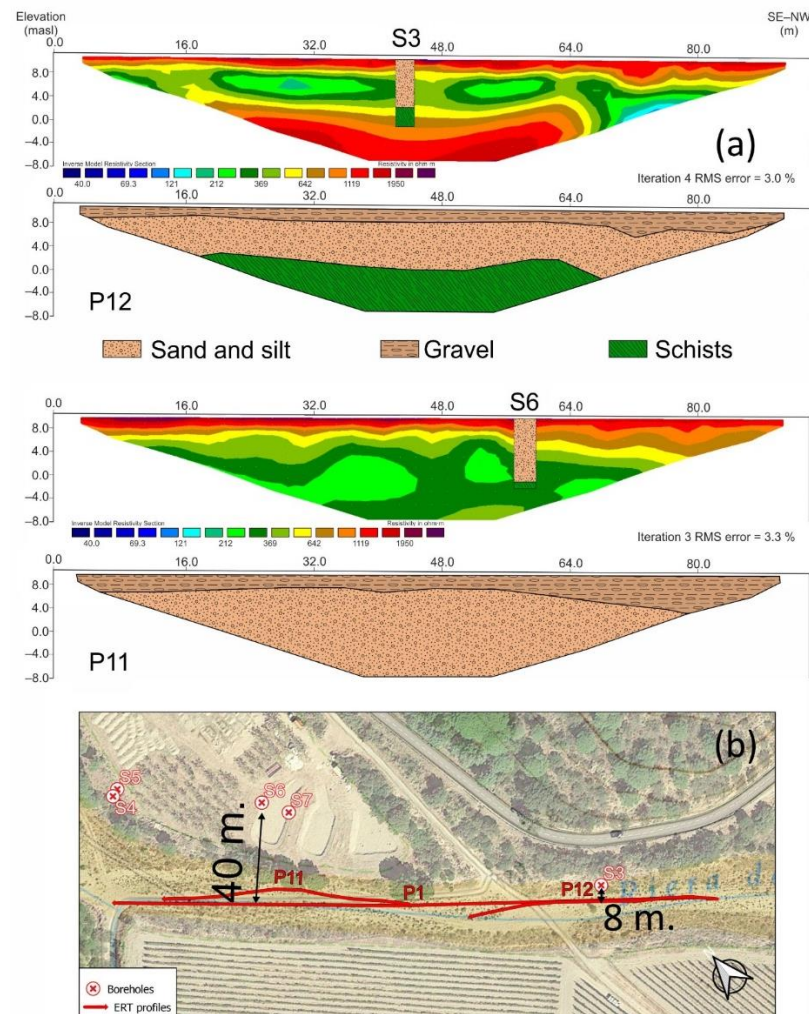 Elevation
(masl)
SE–NW
(m)
S3
0.0 16.0 32.0 48.0 64.0 80.0
8.0
4.0
0.0
−4.0
−8.0
(a)
Inverse Model Resistivity Section
Resistivity in ohm m
40.0 69.3 121 212 369 642 1119 1950
Iteration 4 RMS error = 3.0 %
0.0 16.0 32.0 48.0 64.0 80.0
8.0
4.0
0.0
−4.0
−8.0
P12
Sand and silt Gravel Schists
S6
0.0 16.0 32.0 48.0 64.0 80.0
8.0
4.0
0.0
−4.0
−8.0
Inverse Model Resistivity Section
Resistivity in ohm m
40.0 69.3 121 212 369 642 1119 1950
Iteration 3 RMS error = 3.3 %
0.0 16.0 32.0 48.0 64.0 80.0
8.0
4.0
0.0
−4.0
−8.0
P11
(b)
S5
S4
S6
S7
40 m.
P11
P1
P12
S3
8 m.
Boreholes
ERT profiles